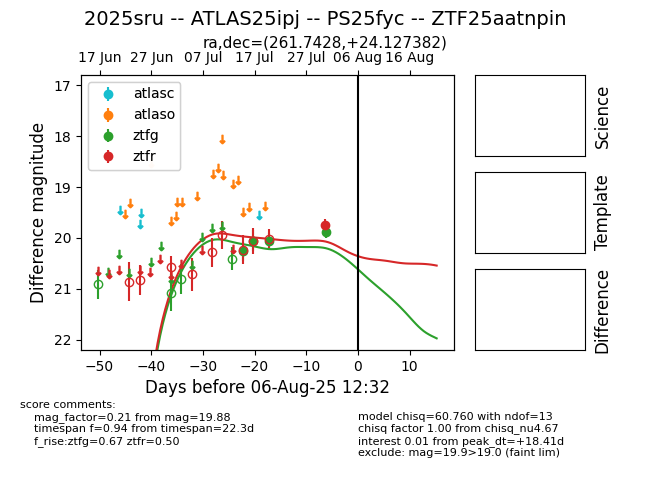 2025sru -- ATLAS25ipj -- PS25fyc -- ZTF25aatnpin
ra,dec=(261.7428,+24.127382)
17 Jun 27 Jun 07 Jul 17 Jul 27 Jul 06 Aug 16 Aug
atlasc
atlaso
ztfg
ztfr
17
18
19
20
21
22
Difference magnitude
−50 −40 −30 −20 −10 0 10
Days before 06-Aug-25 12:32
Science
Template
Difference
score comments:
mag_factor=0.21 from mag=19.88
timespan f=0.94 from timespan=22.3d
f_rise:ztfg=0.67 ztfr=0.50
model chisq=60.760 with ndof=13
chisq factor 1.00 from chisq_nu4.67
interest 0.01 from peak_dt=+18.41d
exclude: mag=19.9>19.0 (faint lim)